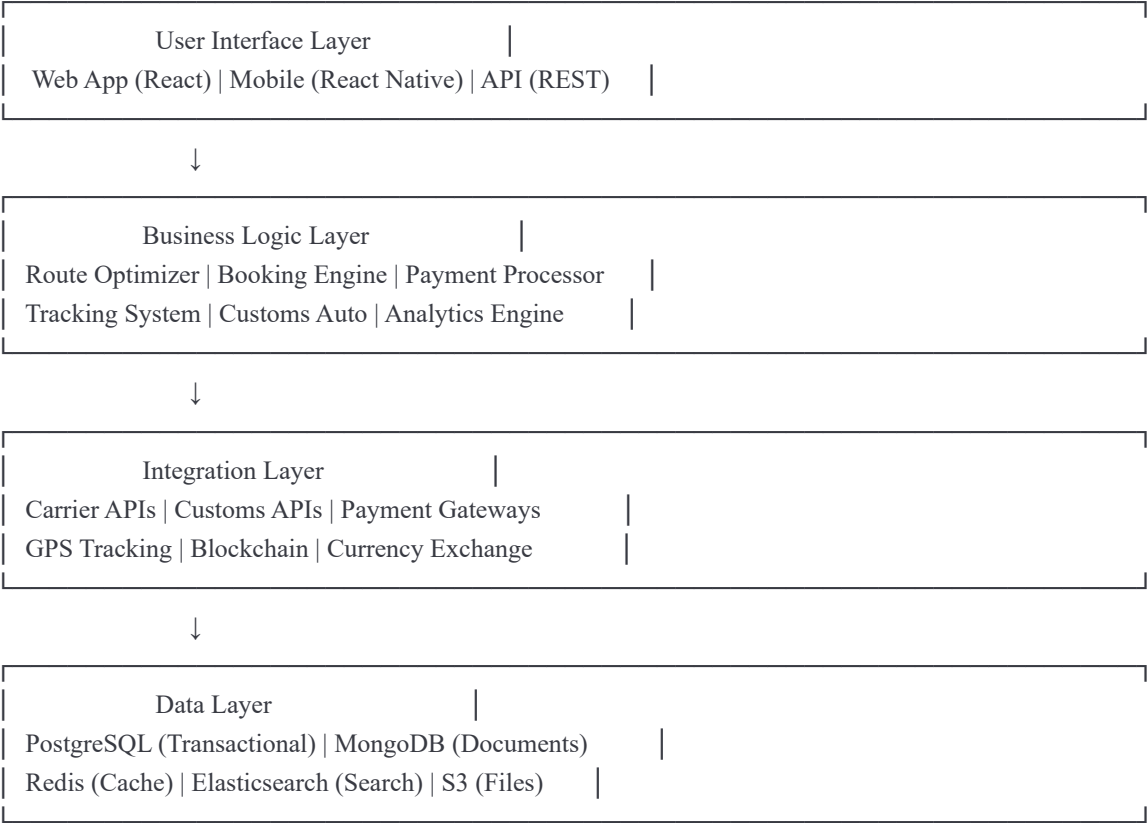 User Interface Layer
Web App (React) | Mobile (React Native) | API (REST)
↓
Business Logic Layer
Route Optimizer | Booking Engine | Payment Processor
Tracking System | Customs Auto | Analytics Engine
↓
Integration Layer
Carrier APIs | Customs APIs | Payment Gateways
GPS Tracking | Blockchain | Currency Exchange
↓
Data Layer
PostgreSQL (Transactional) | MongoDB (Documents)
Redis (Cache) | Elasticsearch (Search) | S3 (Files)